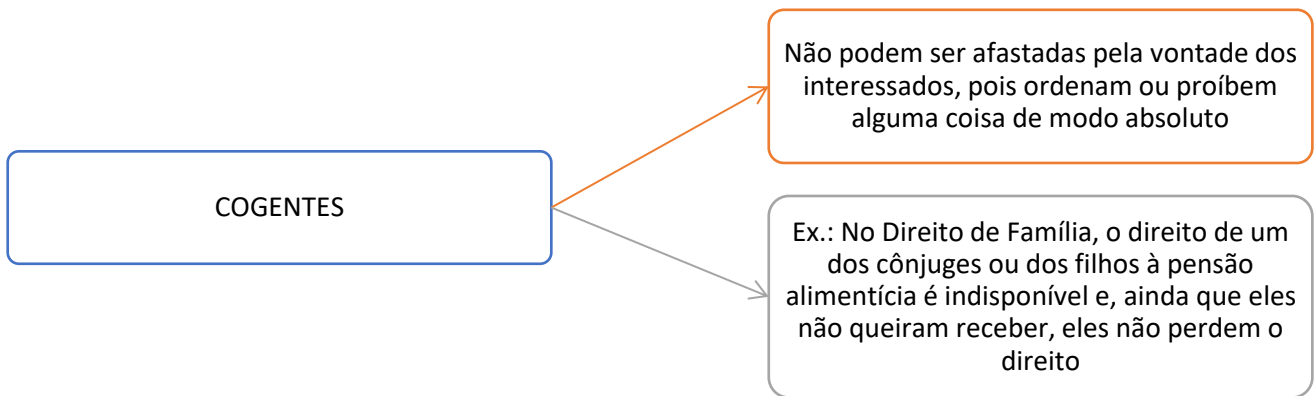 COGENTES
Não podem ser afastadas pela vontade dos
interessados, pois ordenam ou proíbem
alguma coisa de modo absoluto
Ex.: No Direito de Família, o direito de um
dos cônjuges ou dos filhos à pensão
alimentícia é indisponível e, ainda que eles
não queiram receber, eles não perdem o
direito